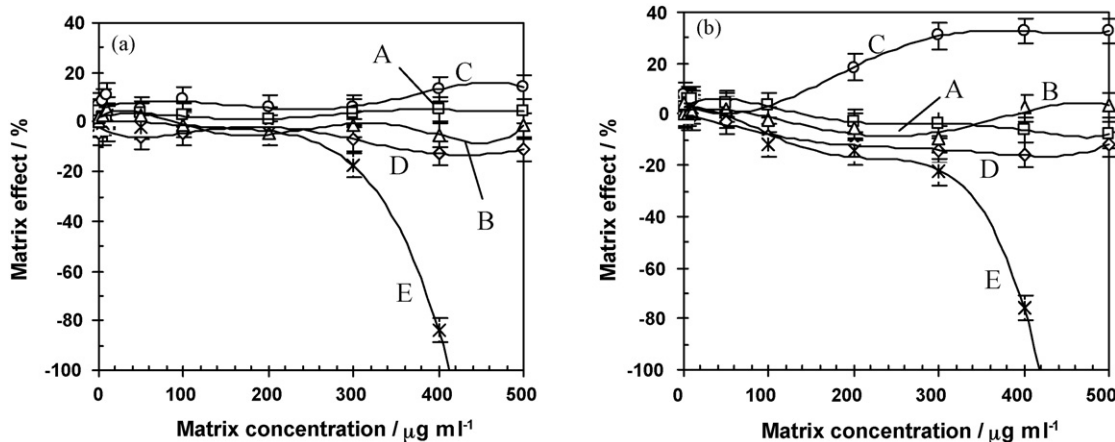 (a)
40
20
0
-20
-40
-60
-80
-100
Matrix effect / %
A
C
D
B
E
0 100 200 300 400 500
Matrix concentration / μg ml-1
(b)
40
20
0
-20
-40
-60
-80
-100
Matrix effect / %
C
A
B
D
E
0 100 200 300 400 500
Matrix concentration / μg ml-1